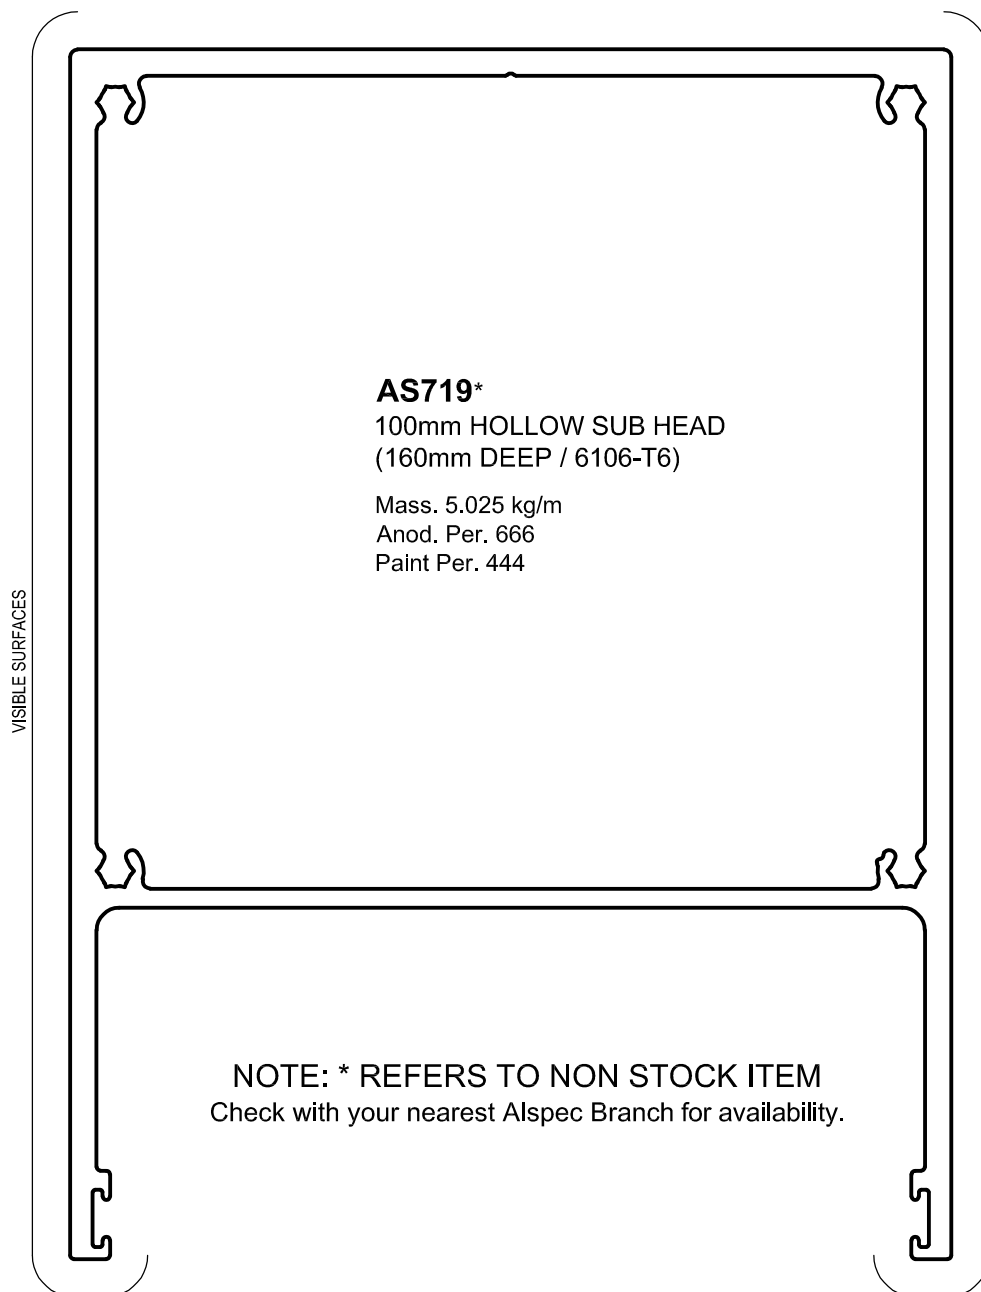 AS719*
100mm HOLLOW SUB HEAD
(160mm DEEP / 6106-T6)
Mass. 5.025 kg/m
Anod. Per. 666
Paint Per. 444
VISIBLE SURFACES
NOTE: * REFERS TO NON STOCK ITEM
Check with your nearest Alspec Branch for availability.